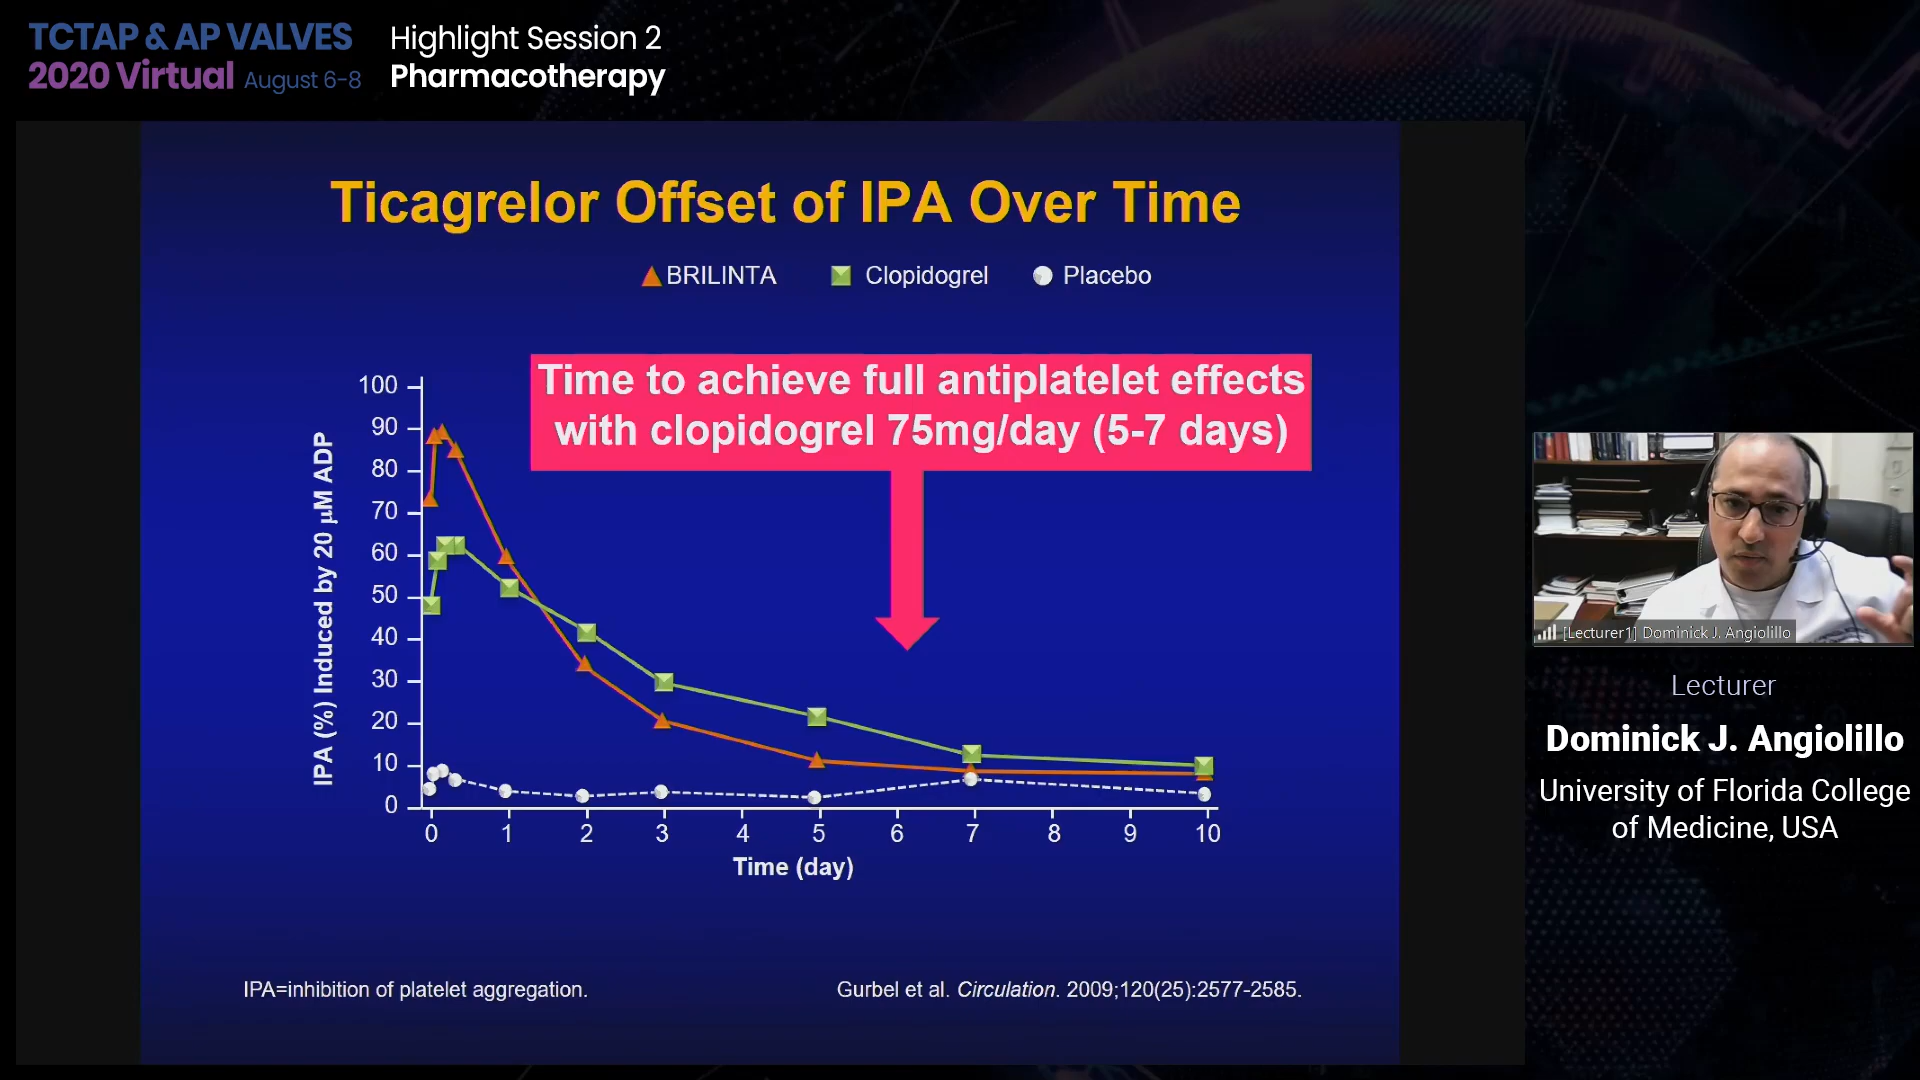 TCTAP & AP VALVES
2020 Virtual August 6-8
Highlight Session 2
Pharmacotherapy
Ticagrelor Offset of IPA Over Time
BRILINTA Clopidogrel Placebo
Time to achieve full antiplatelet effects
with clopidogrel 75mg/day (5-7 days)
IPA (%) Induced by 20 µM ADP
100
90
80
70
60
50
40
30
20
10
0
0 1 2 3 4 5 6 7 8 9 10
Time (day)
IPA=inhibition of platelet aggregation.
Gurbel et al. Circulation. 2009;120(25):2577-2585.
[Lecturer1] Dominick J. Angiolillo
Lecturer
Dominick J. Angiolillo
University of Florida College
of Medicine, USA